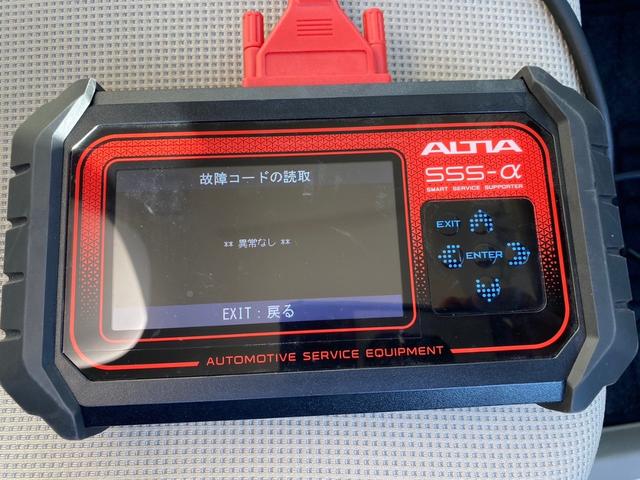 ALTIA
SSS-α
SMART SERVICE SUPPORTER
故障コードの読取
** 異常なし **
EXIT:戻る
EXIT
ENTER
AUTOMOTIVE SERVICE EQUIPMENT